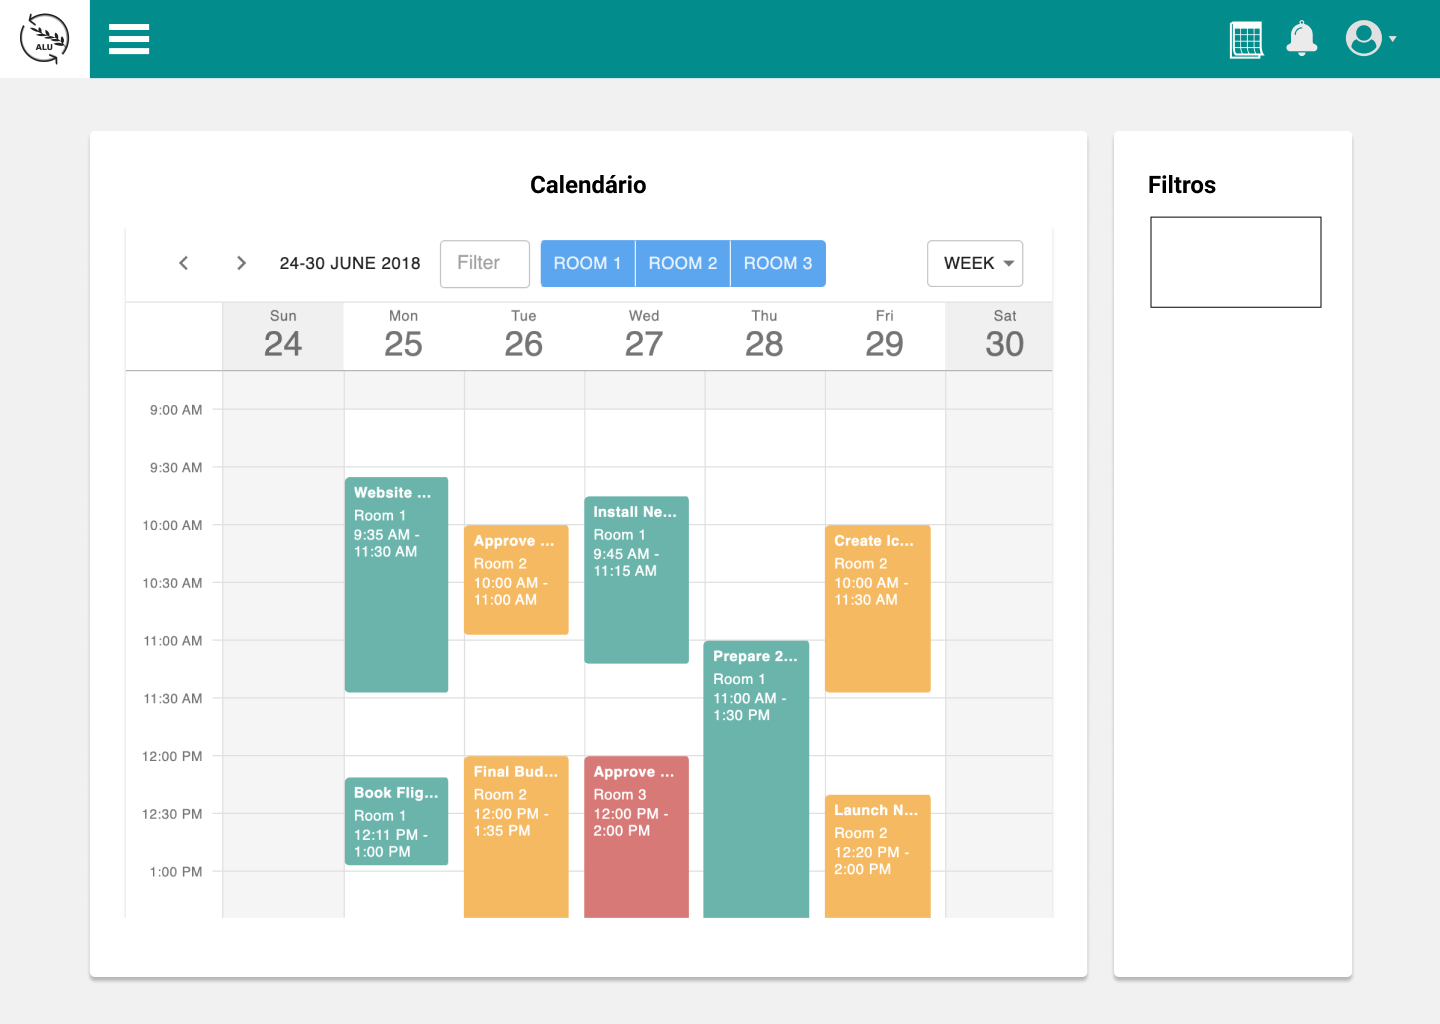 ALU
Calendário
Filtros
24-30 JUNE 2018
Filter
ROOM 1
ROOM 2
ROOM 3
WEEK
Sun
24
Mon
25
Tue
26
Wed
27
Thu
28
Fri
29
Sat
30
9:00 AM
9:30 AM
10:00 AM
10:30 AM
11:00 AM
11:30 AM
12:00 PM
12:30 PM
1:00 PM
Website ...
Room 1
9:35 AM -
11:30 AM
Book Flig...
Room 1
12:11 PM -
1:00 PM
Approve ...
Room 2
10:00 AM -
11:00 AM
Final Bud...
Room 2
12:00 PM -
1:35 PM
Install Ne...
Room 1
9:45 AM -
11:15 AM
Approve ...
Room 3
12:00 PM -
2:00 PM
Prepare 2...
Room 1
11:00 AM -
1:30 PM
Create Ic...
Room 2
10:00 AM -
11:30 AM
Launch N...
Room 2
12:20 PM -
2:00 PM